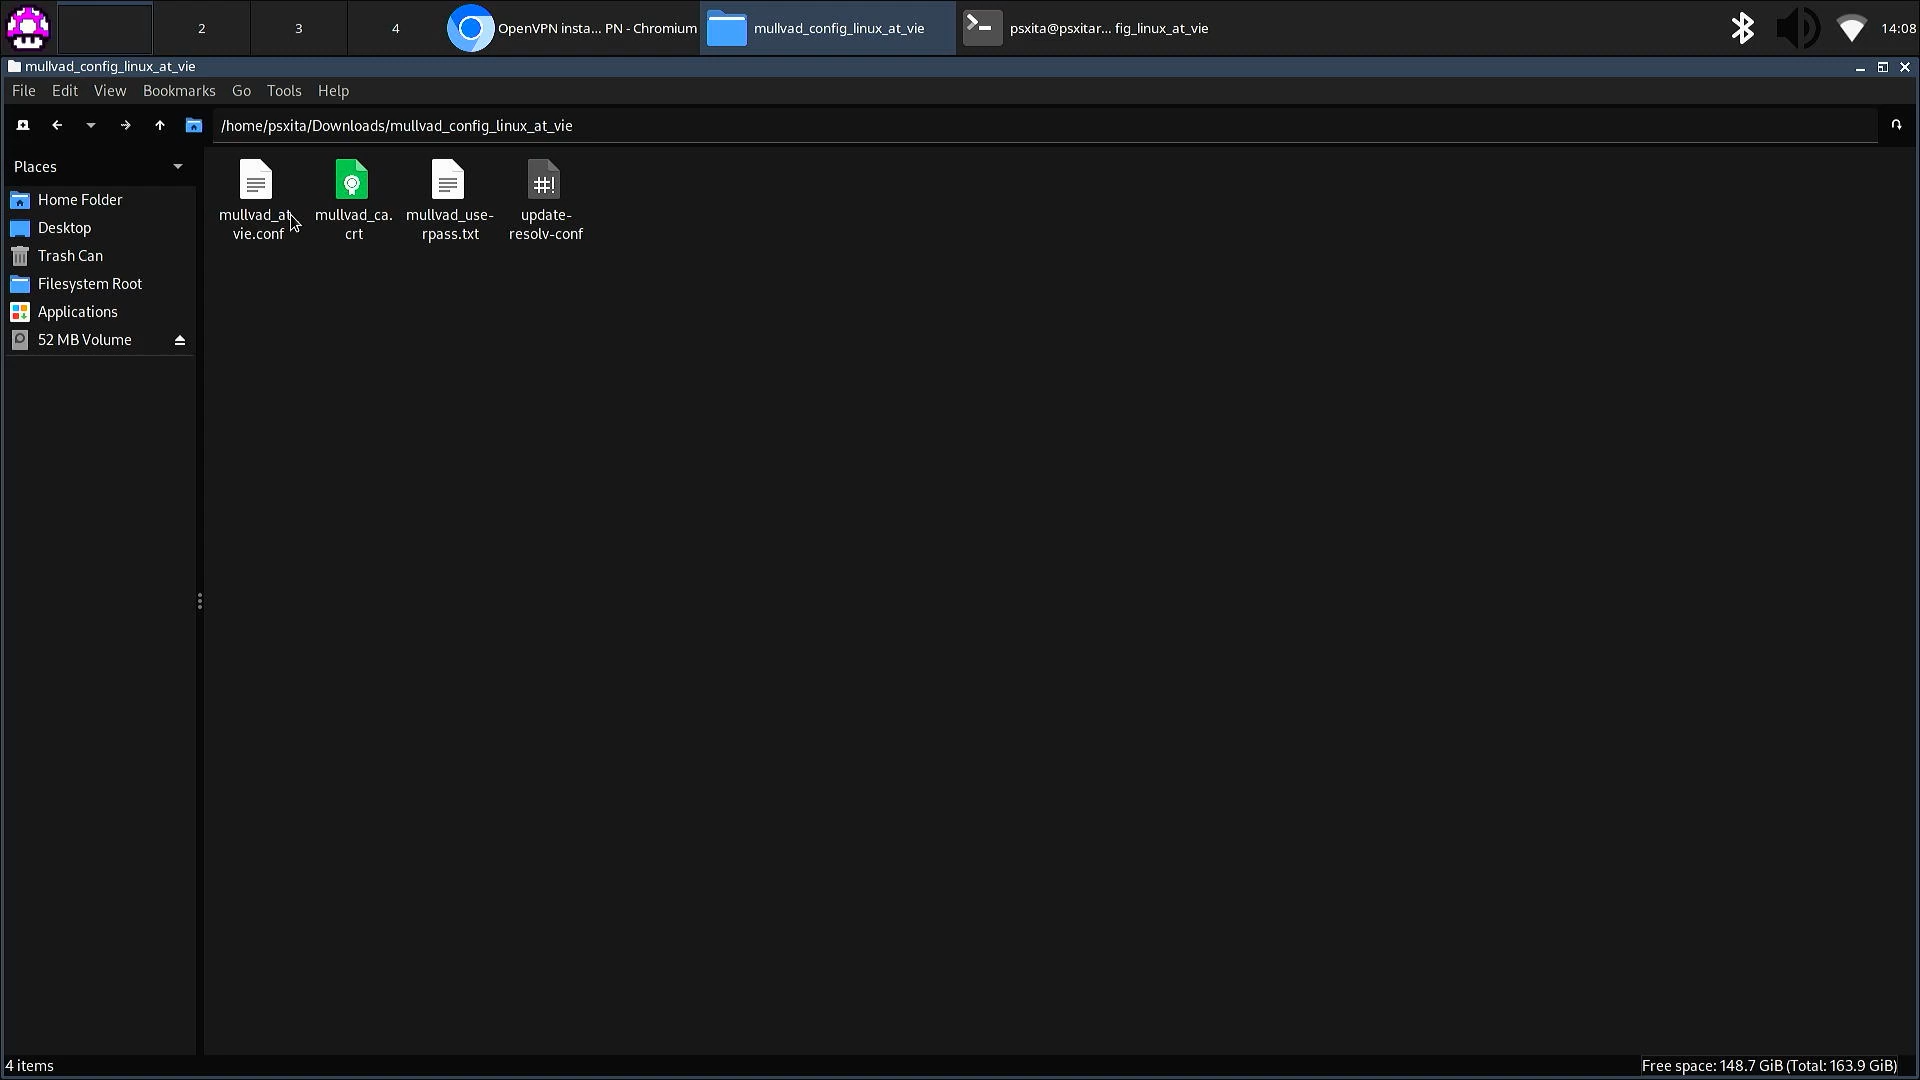 2
3
4
OpenVPN insta... PN - Chromium
mullvad_config_linux_at_vie
psxita@psxitar... fig_linux_at_vie
14:08
mullvad_config_linux_at_vie
File Edit View Bookmarks Go Tools Help
/home/psxita/Downloads/mullvad_config_linux_at_vie
Places
Home Folder
Desktop
Trash Can
Filesystem Root
Applications
52 MB Volume
mullvad_at_
vie.conf
mullvad_ca.
crt
mullvad_use-
rpass.txt
#!
update-
resolv-conf
4 items
Free space: 148.7 GiB (Total: 163.9 GiB)